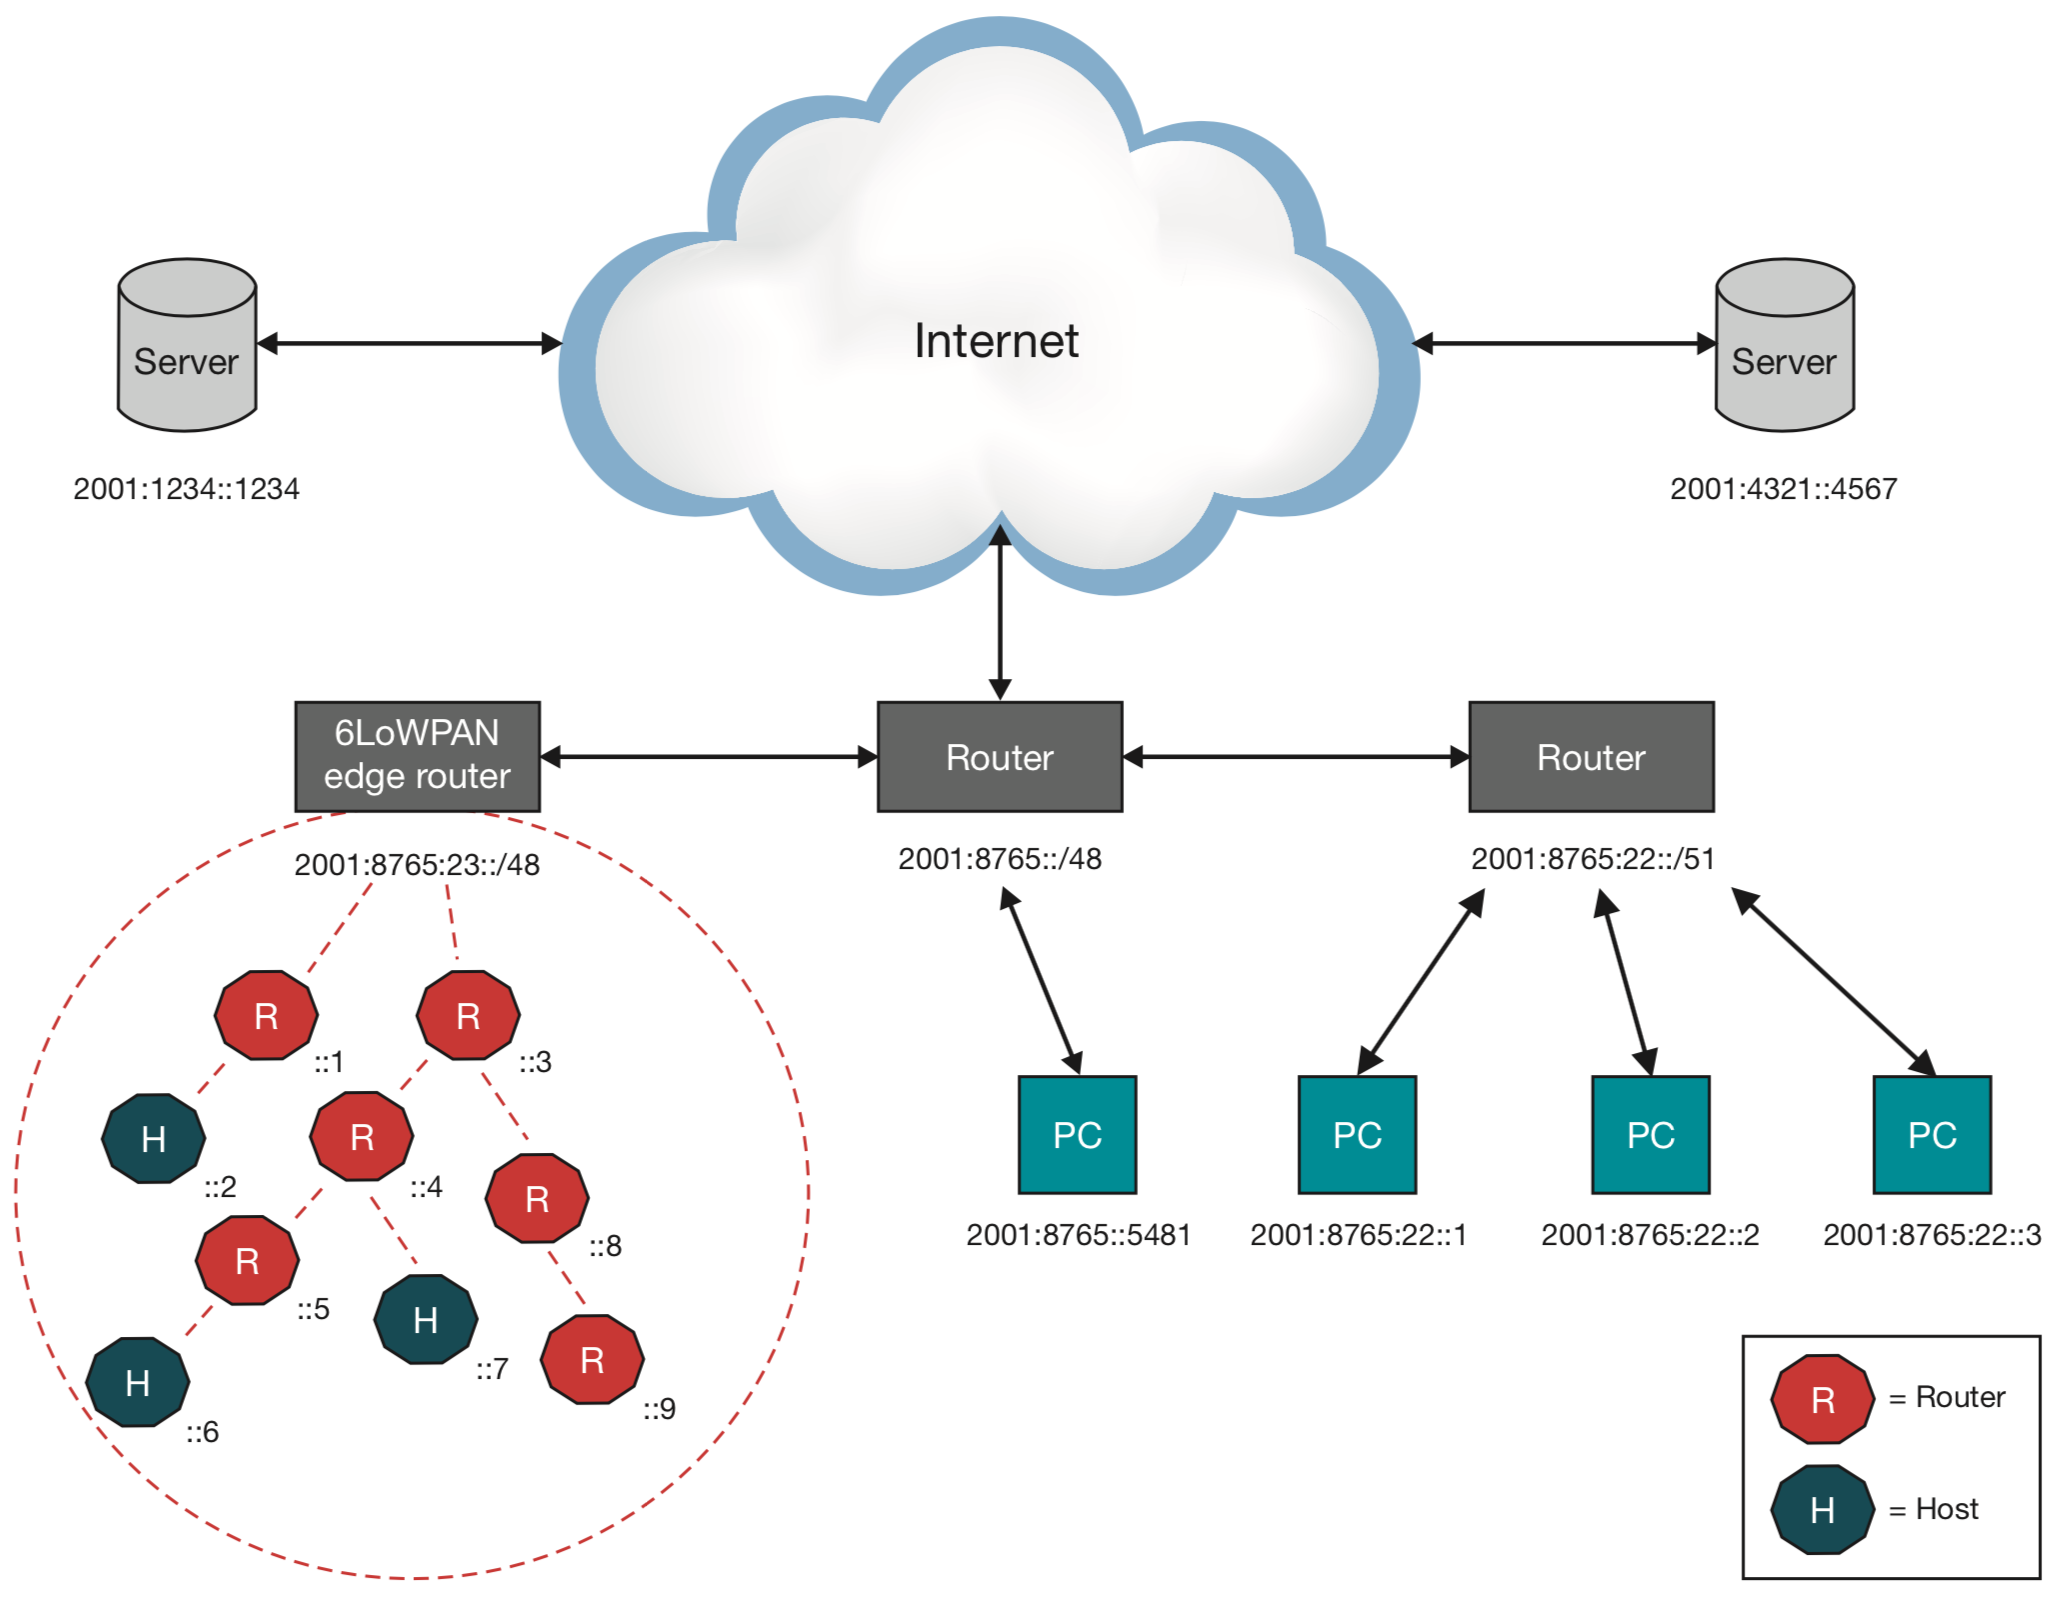 Internet
Server
Server
2001:1234::1234
2001:4321::4567
6LoWPAN
edge router
Router
Router
2001:8765:23::/48
2001:8765::/48
2001:8765:22::/51
R
::1
R
::3
H
::2
R
::4
R
::8
R
::5
H
::7
R
::9
H
::6
PC
PC
PC
PC
2001:8765::5481
2001:8765:22::1
2001:8765:22::2
2001:8765:22::3
R = Router
H = Host